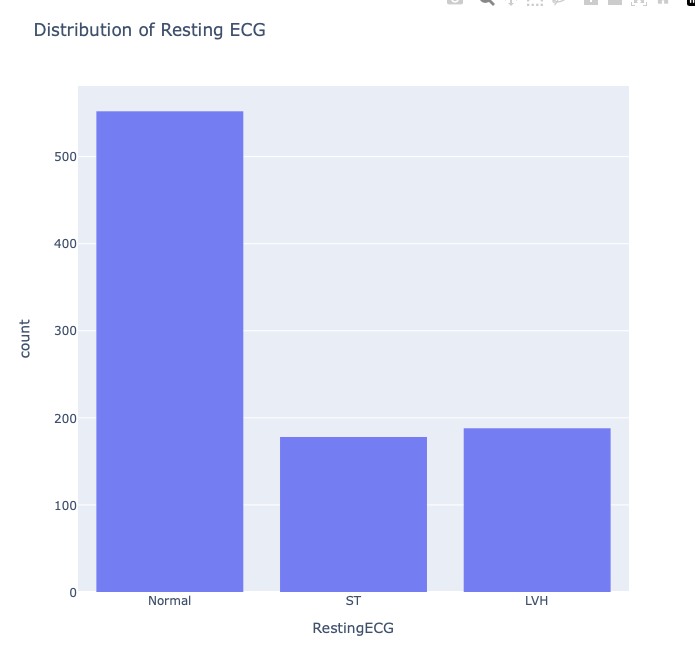 Distribution of Resting ECG
500
400
300
200
100
0
count
Normal
ST
LVH
RestingECG